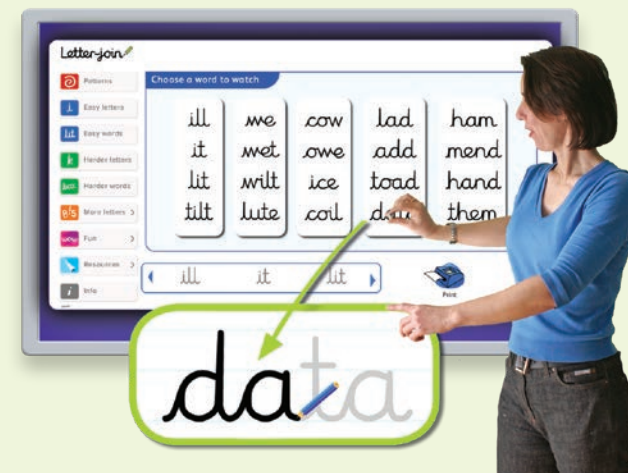 Letter-join
Patterns
Choose a word to watch
Easy letters
Easy words
Harder letters
Harder words
More letters >
Fun >
Resources >
Info
ill we cow lad ham
it wet owe add mend
lit wilt ice toad hand
tilt lute coil them
ill it lit
Print
data